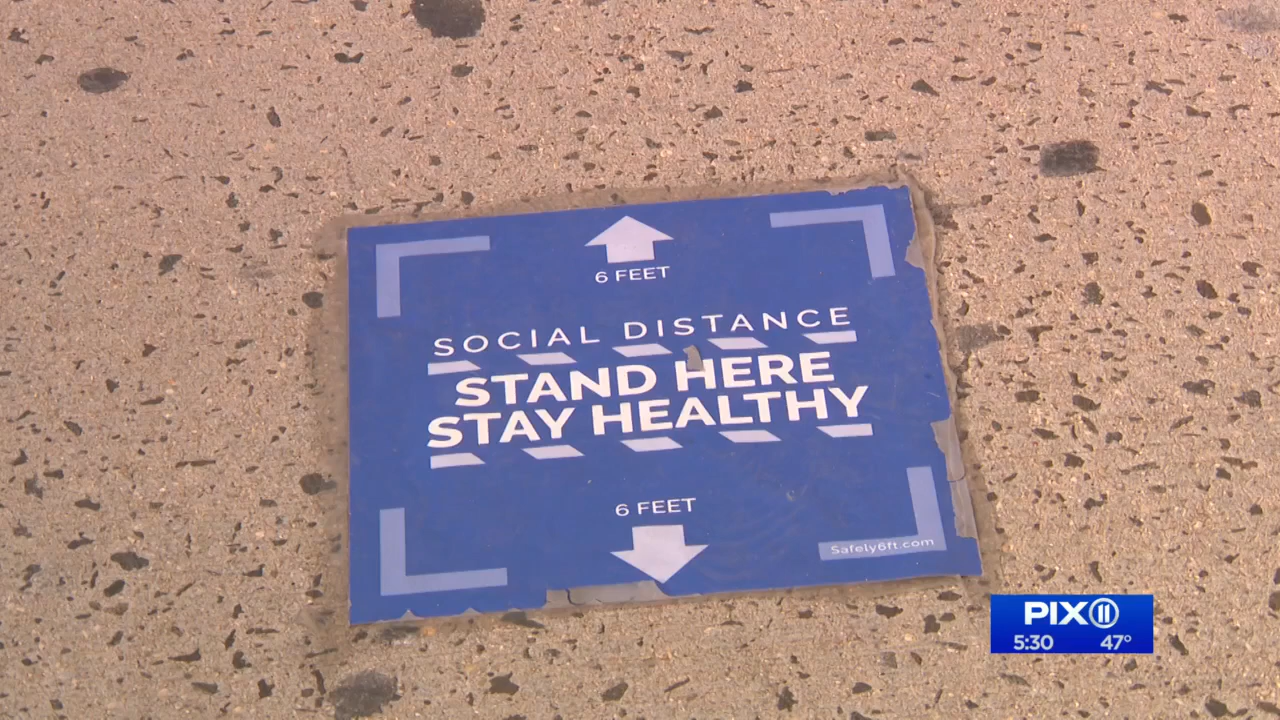 6 FEET
SOCIAL DISTANCE
STAND HERE
STAY HEALTHY
6 FEET
Safely6ft.com
PIX11
5:30 47°